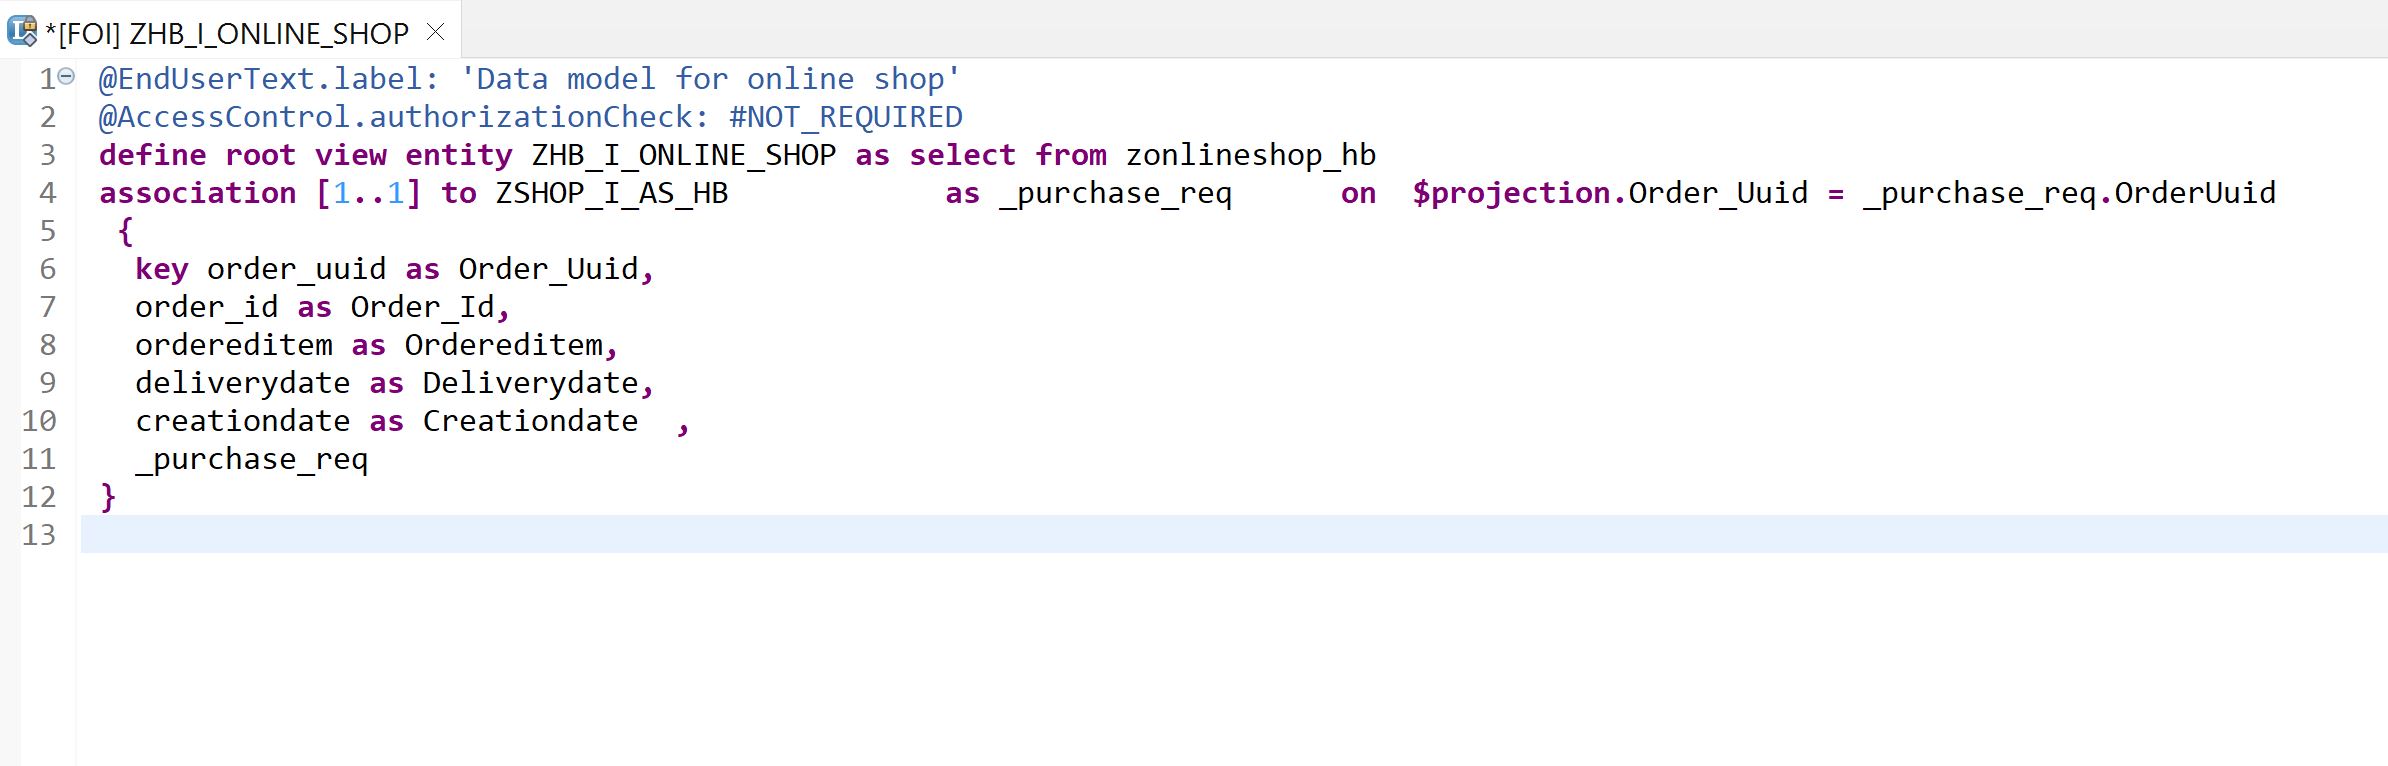 *[FOI] ZHB_I_ONLINE_SHOP
1 @EndUserText.label: 'Data model for online shop'
2 @AccessControl.authorizationCheck: #NOT_REQUIRED
3 define root view entity ZHB_I_ONLINE_SHOP as select from zonlineshop_hb
4 association [1..1] to ZSHOP_I_AS_HB            as _purchase_req      on  $projection.Order_Uuid = _purchase_req.OrderUuid
5  {
6   key order_uuid as Order_Uuid,
7   order_id as Order_Id,
8   ordereditem as Ordereditem,
9   deliverydate as Deliverydate,
10   creationdate as Creationdate  ,
11   _purchase_req
12 }
13